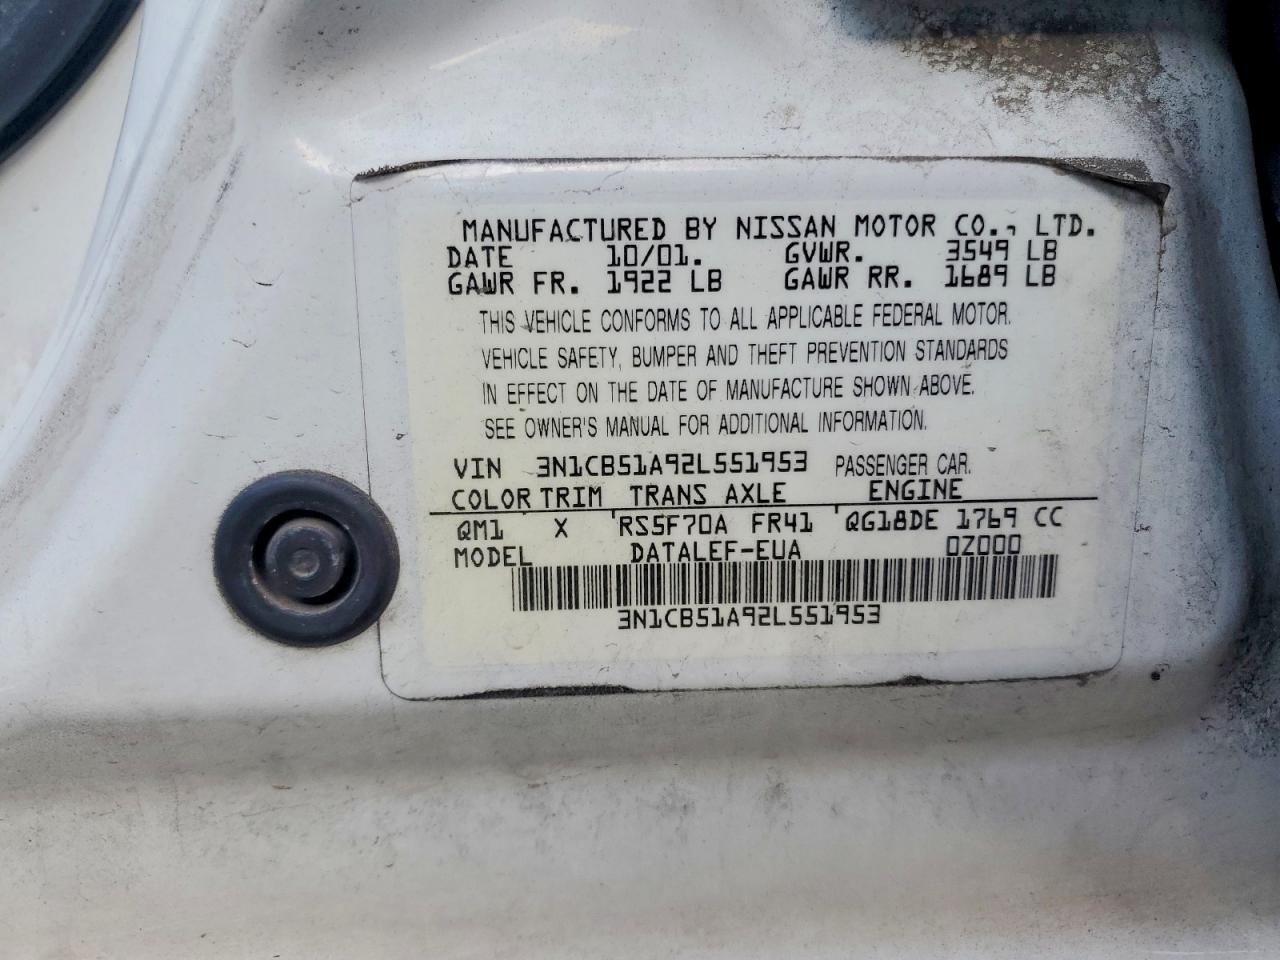 MANUFACTURED BY NISSAN MOTOR CO., LTD.
DATE 10/01. GVWR. 3549 LB
GAWR FR. 1922 LB GAWR RR. 1689 LB
THIS VEHICLE CONFORMS TO ALL APPLICABLE FEDERAL MOTOR.
VEHICLE SAFETY, BUMPER AND THEFT PREVENTION STANDARDS
IN EFFECT ON THE DATE OF MANUFACTURE SHOWN ABOVE.
SEE OWNER'S MANUAL FOR ADDITIONAL INFORMATION.
VIN 3N1CB51A92L551953 PASSENGER CAR.
COLOR TRIM TRANS AXLE ENGINE
QM1 X RS5F70A FR41 QG18DE 1769 CC
MODEL DATALEF-EUA 0Z000
3N1CB51A92L551953